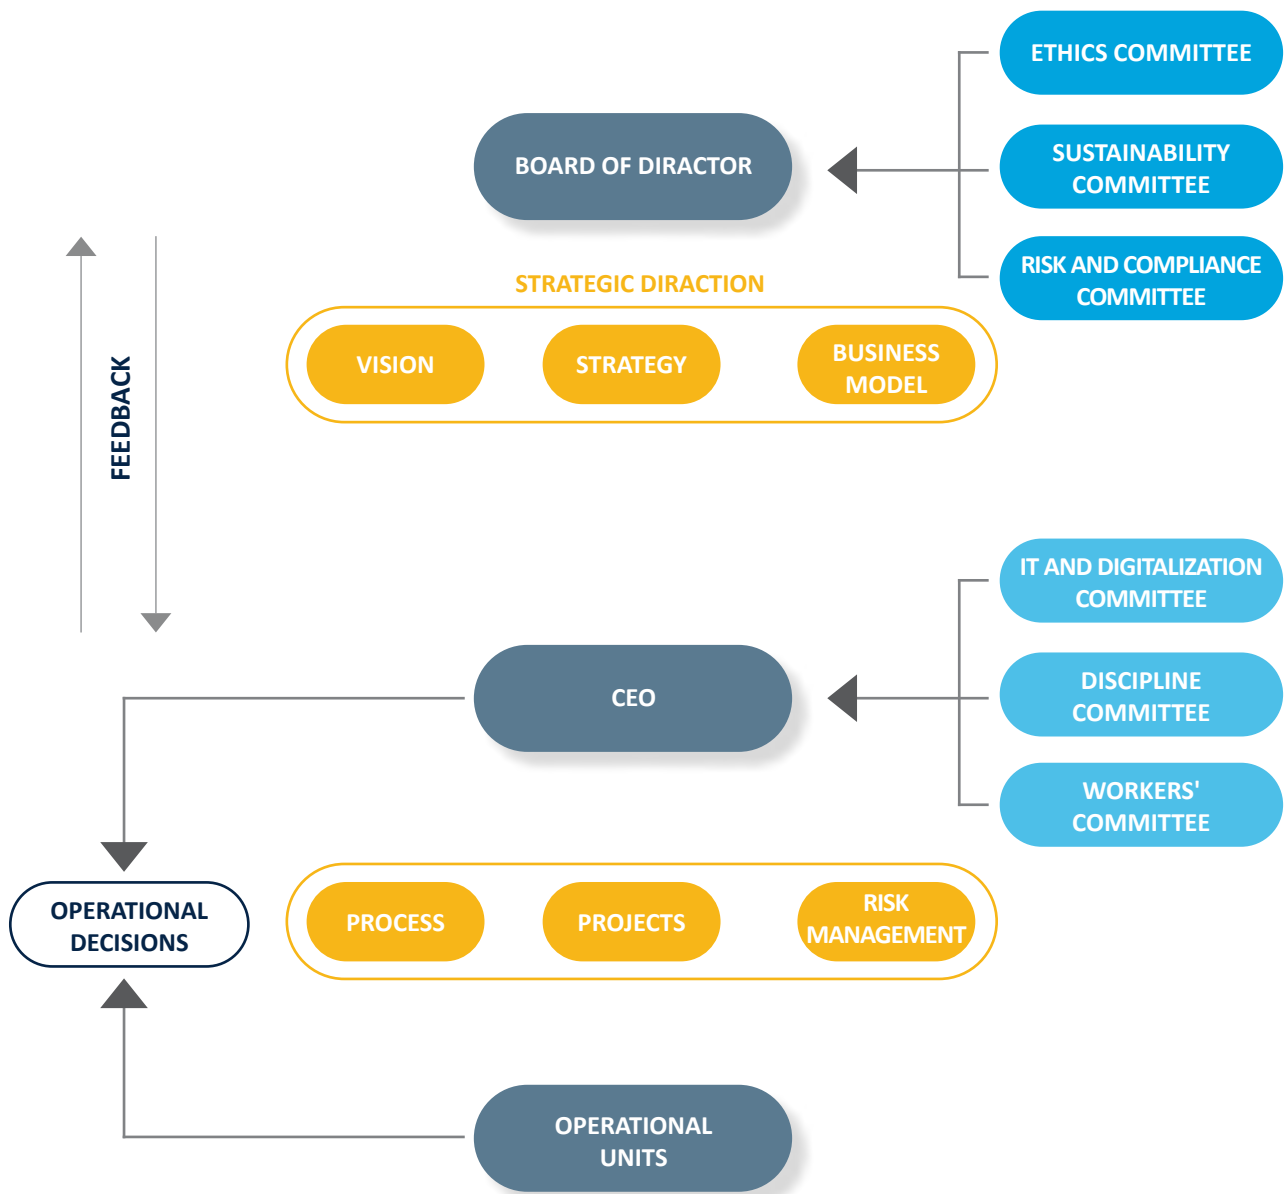 ETHICS COMMITTEE
BOARD OF DIRACTOR
SUSTAINABILITY
COMMITTEE
RISK AND COMPLIANCE
COMMITTEE
STRATEGIC DIRACTION
VISION
STRATEGY
BUSINESS
MODEL
FEEDBACK
IT AND DIGITALIZATION
COMMITTEE
CEO
DISCIPLINE
COMMITTEE
WORKERS'
COMMITTEE
OPERATIONAL
DECISIONS
PROCESS
PROJECTS
RISK
MANAGEMENT
OPERATIONAL
UNITS